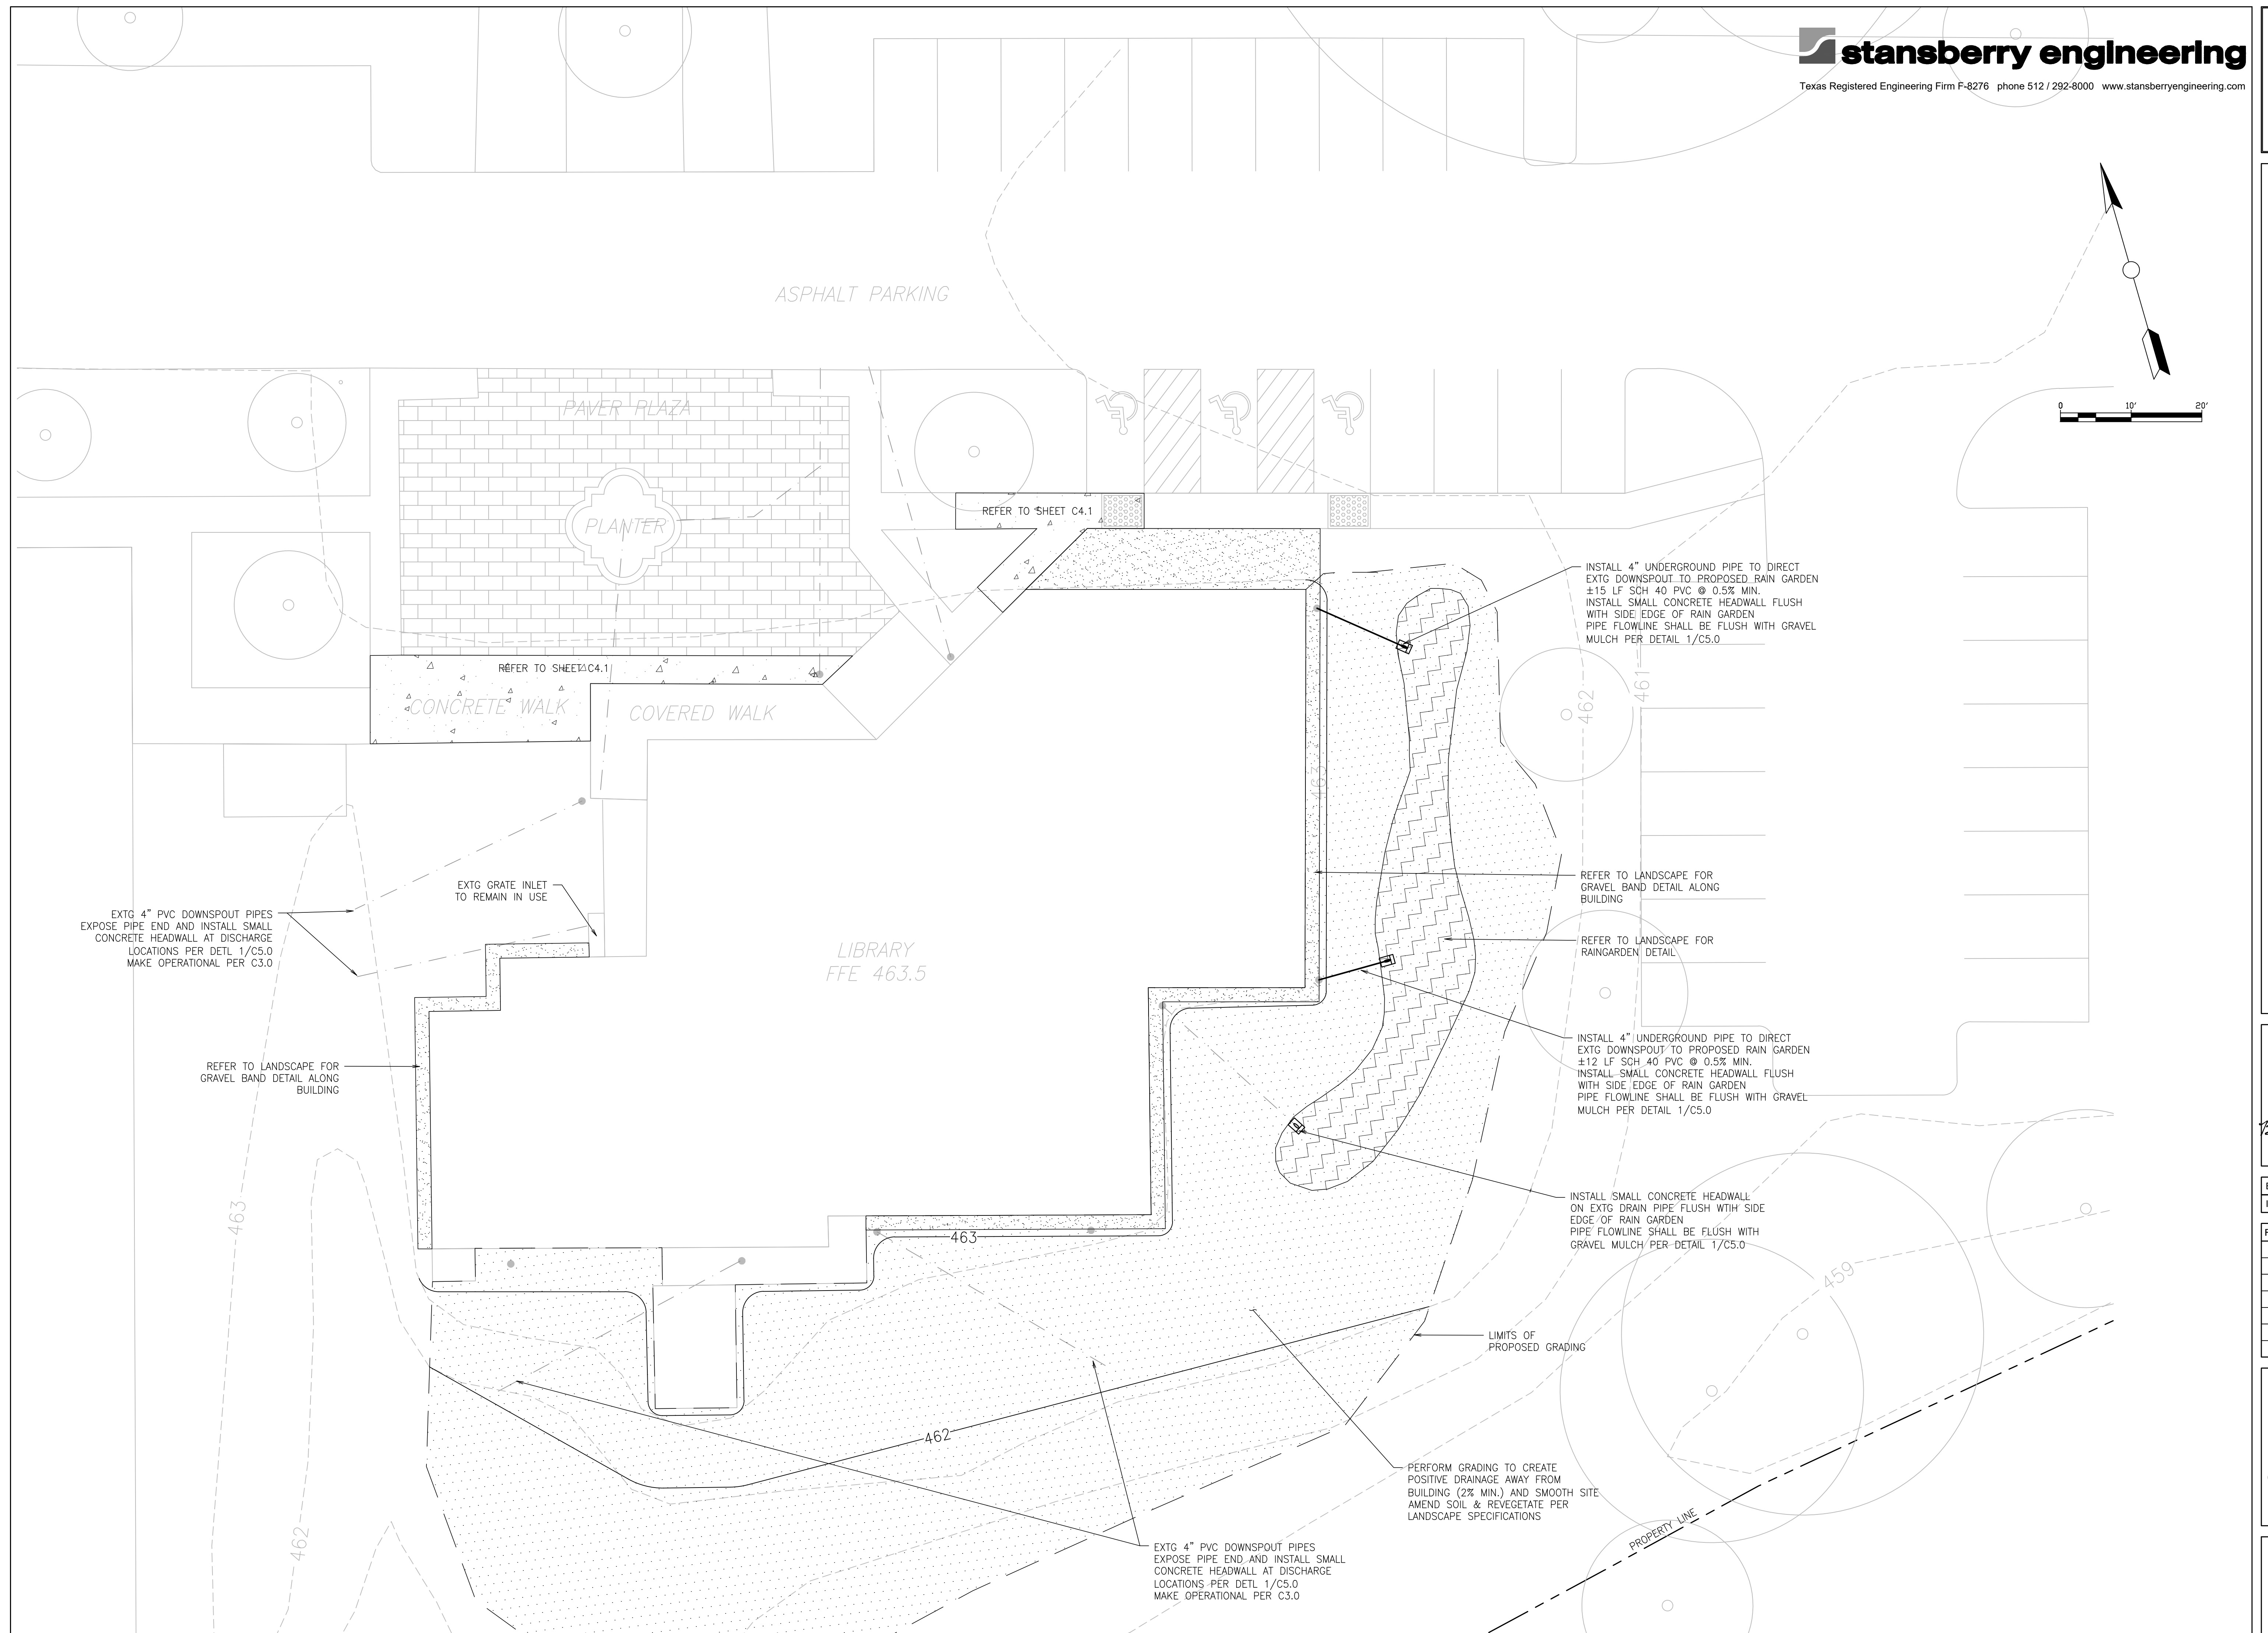 stansberry engineering
Texas Registered Engineering Firm F-8276 phone 512 / 292-8000 www.stansberryengineering.com
ASPHALT PARKING
0 10' 20'
PAVER PLAZA
PLANTER
REFER TO SHEET C4.1
INSTALL 4" UNDERGROUND PIPE TO DIRECT
EXTG DOWNSPOUT TO PROPOSED RAIN GARDEN
±15 LF SCH 40 PVC @ 0.5% MIN.
INSTALL SMALL CONCRETE HEADWALL FLUSH
WITH SIDE EDGE OF RAIN GARDEN
PIPE FLOWLINE SHALL BE FLUSH WITH GRAVEL
MULCH PER DETAIL 1/C5.0
REFER TO SHEET C4.1
CONCRETE WALK
COVERED WALK
462
461
463
EXTG GRATE INLET
TO REMAIN IN USE
EXTG 4" PVC DOWNSPOUT PIPES
EXPOSE PIPE END AND INSTALL SMALL
CONCRETE HEADWALL AT DISCHARGE
LOCATIONS PER DETL 1/C5.0
MAKE OPERATIONAL PER C3.0
REFER TO LANDSCAPE FOR
GRAVEL BAND DETAIL ALONG
BUILDING
LIBRARY
FFE 463.5
REFER TO LANDSCAPE FOR
RAINGARDEN DETAIL
REFER TO LANDSCAPE FOR
GRAVEL BAND DETAIL ALONG
BUILDING
INSTALL 4" UNDERGROUND PIPE TO DIRECT
EXTG DOWNSPOUT TO PROPOSED RAIN GARDEN
±12 LF SCH 40 PVC @ 0.5% MIN.
INSTALL SMALL CONCRETE HEADWALL FLUSH
WITH SIDE EDGE OF RAIN GARDEN
PIPE FLOWLINE SHALL BE FLUSH WITH GRAVEL
MULCH PER DETAIL 1/C5.0
INSTALL SMALL CONCRETE HEADWALL
ON EXTG DRAIN PIPE FLUSH WTIH SIDE
EDGE OF RAIN GARDEN
PIPE FLOWLINE SHALL BE FLUSH WITH
GRAVEL MULCH PER DETAIL 1/C5.0
463
463
459
LIMITS OF
PROPOSED GRADING
462
PERFORM GRADING TO CREATE
POSITIVE DRAINAGE AWAY FROM
BUILDING (2% MIN.) AND SMOOTH SITE
AMEND SOIL & REVEGETATE PER
LANDSCAPE SPECIFICATIONS
462
PROPERTY LINE
EXTG 4" PVC DOWNSPOUT PIPES
EXPOSE PIPE END AND INSTALL SMALL
CONCRETE HEADWALL AT DISCHARGE
LOCATIONS PER DETL 1/C5.0
MAKE OPERATIONAL PER C3.0